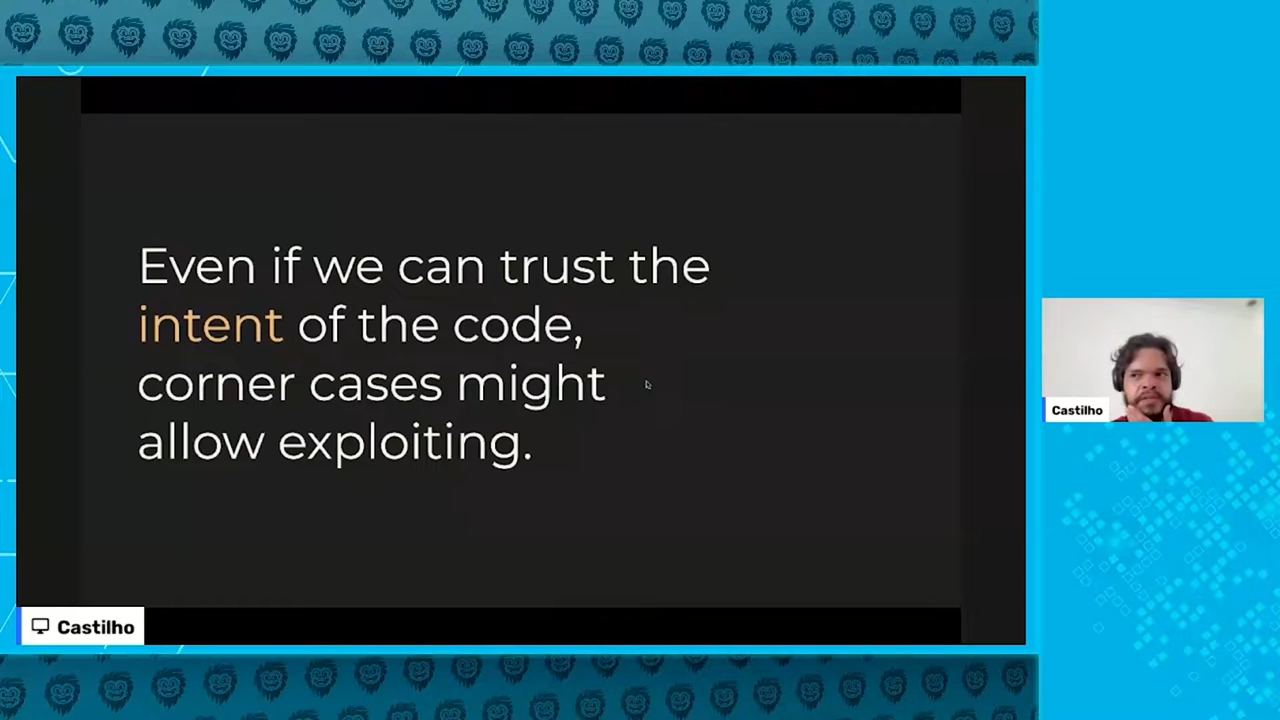 Even if we can trust the
intent of the code,
corner cases might
allow exploiting.
Castilho
Castilho